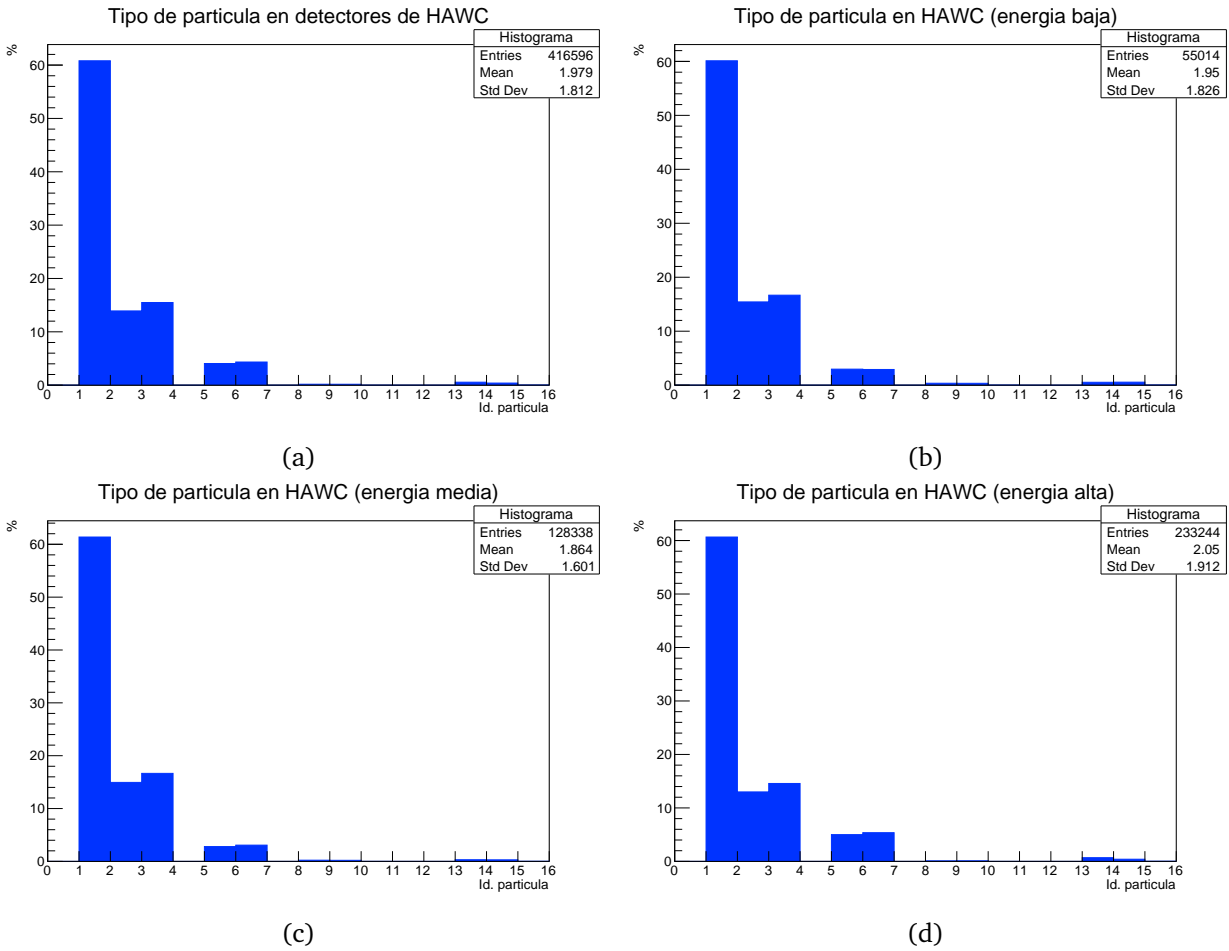 Tipo de particula en detectores de HAWC
Histograma
Entries 416596
Mean 1.979
Std Dev 1.812
%
60
50
40
30
20
10
0
0 1 2 3 4 5 6 7 8 9 10 11 12 13 14 15 16
Id. particula
(a)
Tipo de particula en HAWC (energia baja)
Histograma
Entries 55014
Mean 1.95
Std Dev 1.826
%
60
50
40
30
20
10
0
0 1 2 3 4 5 6 7 8 9 10 11 12 13 14 15 16
Id. particula
(b)
Tipo de particula en HAWC (energia media)
Histograma
Entries 128338
Mean 1.864
Std Dev 1.601
%
60
50
40
30
20
10
0
0 1 2 3 4 5 6 7 8 9 10 11 12 13 14 15 16
Id. particula
(c)
Tipo de particula en HAWC (energia alta)
Histograma
Entries 233244
Mean 2.05
Std Dev 1.912
%
60
50
40
30
20
10
0
0 1 2 3 4 5 6 7 8 9 10 11 12 13 14 15 16
Id. particula
(d)